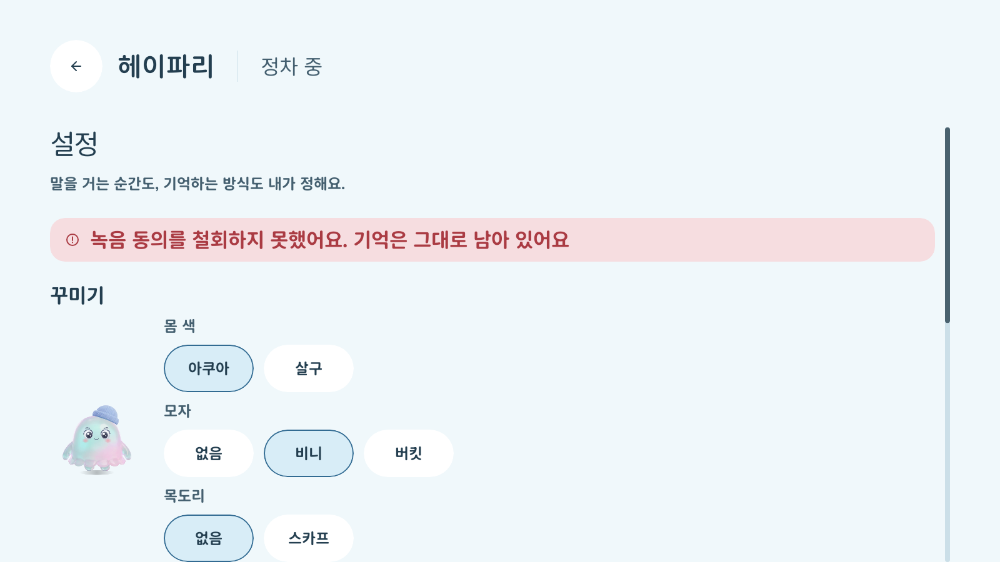 헤이파리
정차 중
설정
말을 거는 순간도, 기억하는 방식도 내가 정해요.
녹음 동의를 철회하지 못했어요. 기억은 그대로 남아 있어요
꾸미기
몸 색
아쿠아 살구
모자
없음 비니 버킷
목도리
없음 스카프